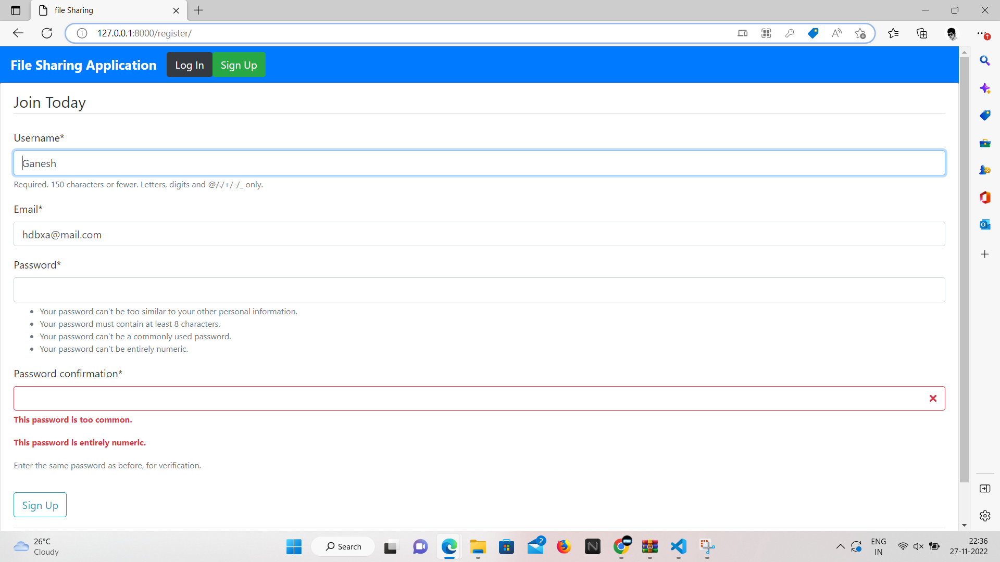 file Sharing
127.0.0.1:8000/register/
File Sharing Application
Log In
Sign Up
Join Today
Username*
Ganesh
Required. 150 characters or fewer. Letters, digits and @/./+/-/_ only.
Email*
hdbxa@mail.com
Password*
Your password can't be too similar to your other personal information.
Your password must contain at least 8 characters.
Your password can't be a commonly used password.
Your password can't be entirely numeric.
Password confirmation*
This password is too common.
This password is entirely numeric.
Enter the same password as before, for verification.
Sign Up
26°C
Cloudy
Search
2
ENG
IN
22:36
27-11-2022